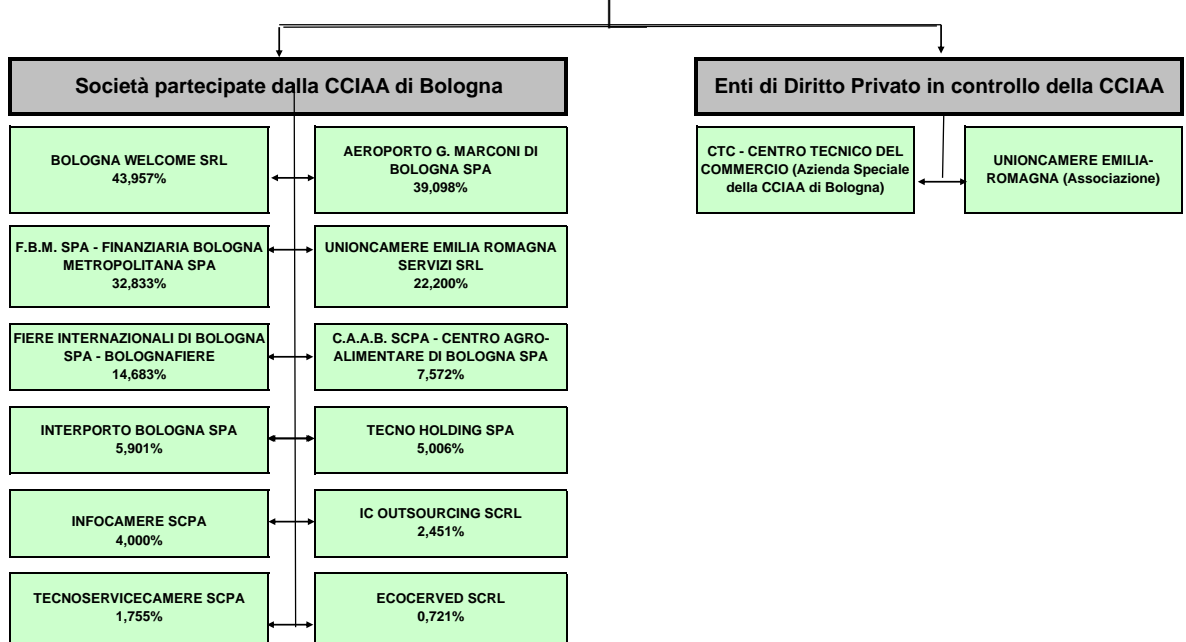 Società partecipate dalla CCIAA di Bologna
Enti di Diritto Privato in controllo della CCIAA
BOLOGNA WELCOME SRL
43,957%
AEROPORTO G. MARCONI DI
BOLOGNA SPA
39,098%
CTC - CENTRO TECNICO DEL
COMMERCIO (Azienda Speciale
della CCIAA di Bologna)
UNIONCAMERE EMILIA-
ROMAGNA (Associazione)
F.B.M. SPA - FINANZIARIA BOLOGNA
METROPOLITANA SPA
32,833%
UNIONCAMERE EMILIA ROMAGNA
SERVIZI SRL
22,200%
FIERE INTERNAZIONALI DI BOLOGNA
SPA - BOLOGNAFIERE
14,683%
C.A.A.B. SCPA - CENTRO AGRO-
ALIMENTARE DI BOLOGNA SPA
7,572%
INTERPORTO BOLOGNA SPA
5,901%
TECNO HOLDING SPA
5,006%
INFOCAMERE SCPA
4,000%
IC OUTSOURCING SCRL
2,451%
TECNOSERVICECAMERE SCPA
1,755%
ECOCERVED SCRL
0,721%